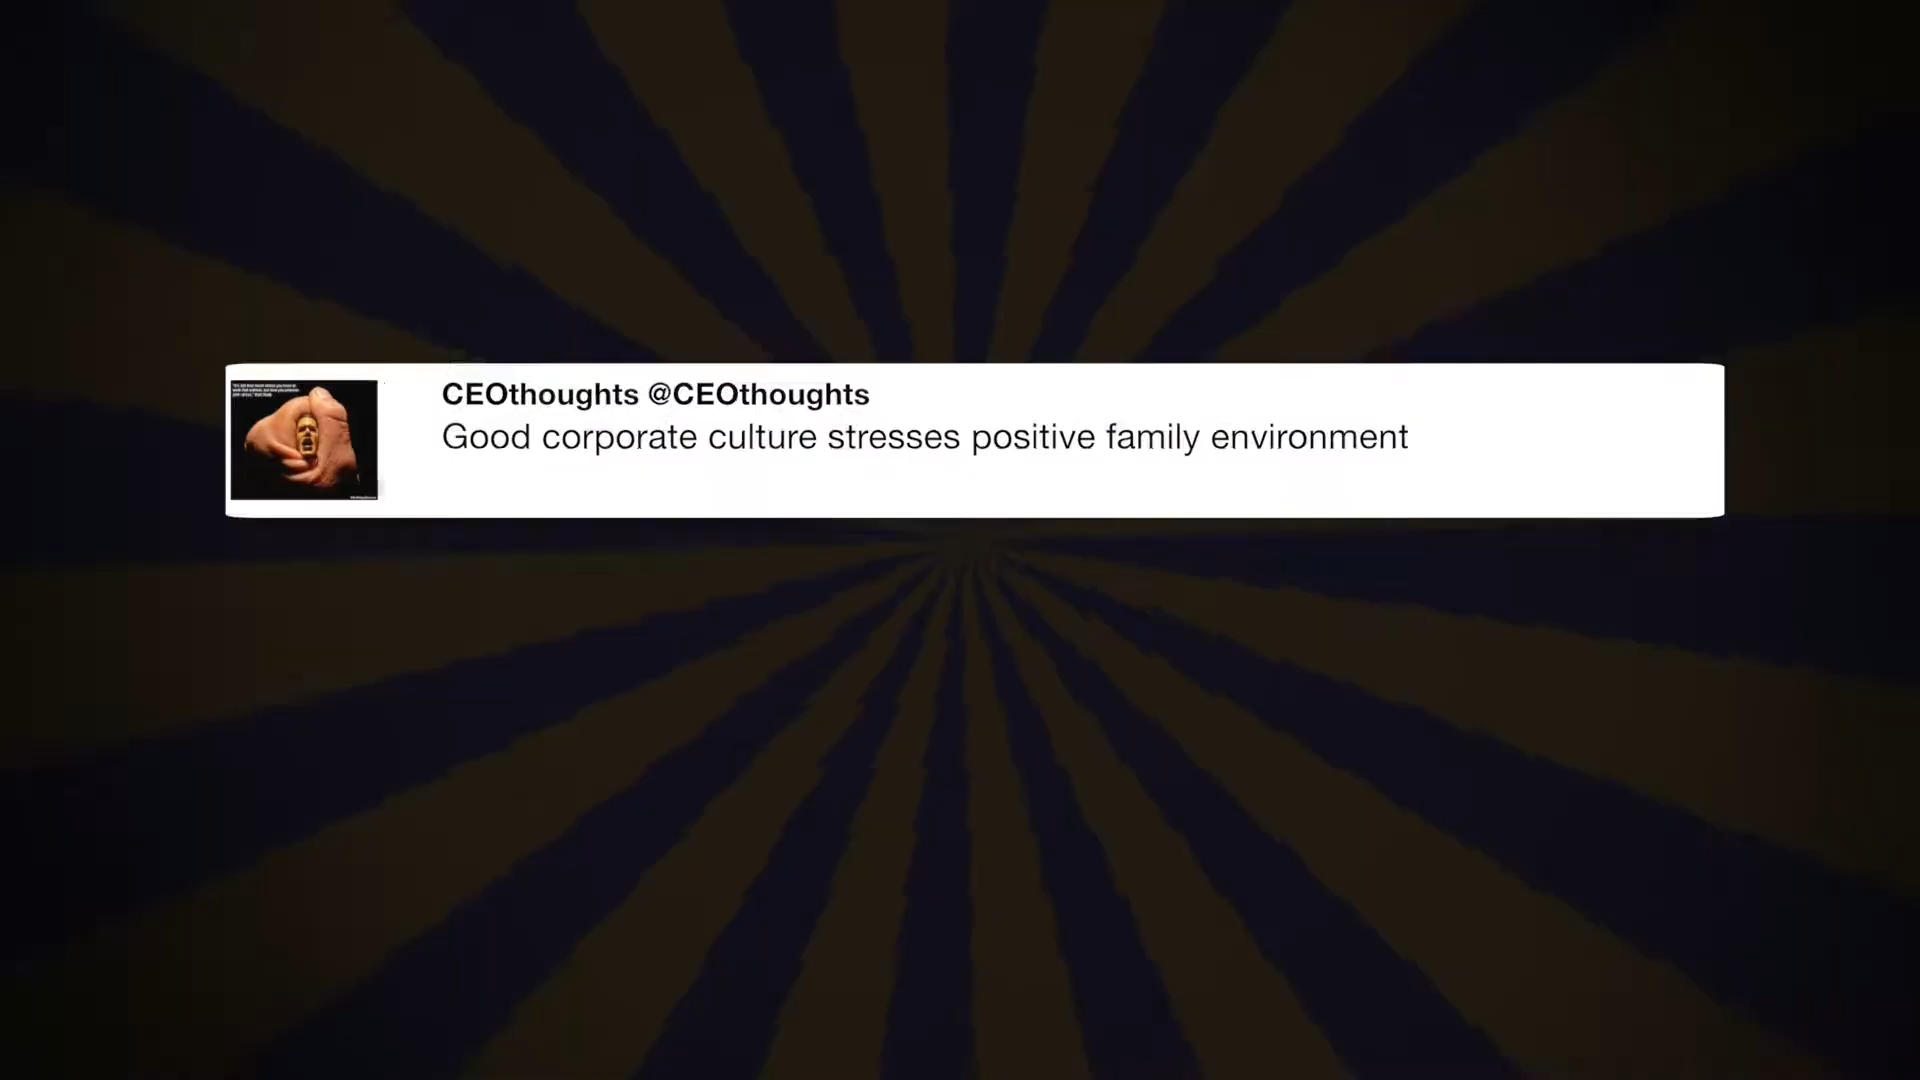 CEOthoughts @CEOthoughts
Good corporate culture stresses positive family environment